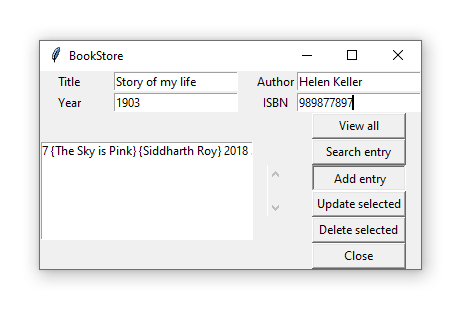 BookStore
Title Story of my life Author Helen Keller
Year 1903 ISBN 989877897
View all
7 {The Sky is Pink} {Siddharth Roy} 2018
Search entry
Add entry
Update selected
Delete selected
Close